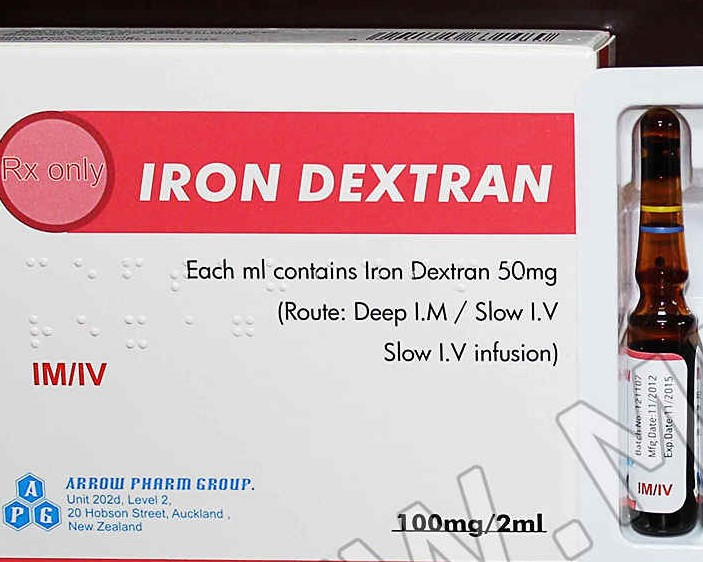 Rx only
IRON DEXTRAN
Each ml contains Iron Dextran 50mg
(Route: Deep I.M / Slow I.V
Slow I.V infusion)
IM/IV
A
P G
ARROW PHARM GROUP.
Unit 202d, Level 2,
20 Hobson Street, Auckland ,
New Zealand
100mg/2ml
Batch No. 121107
Mfg Date:11/2012
Exp.Date:11/2015
IM/IV
W.M